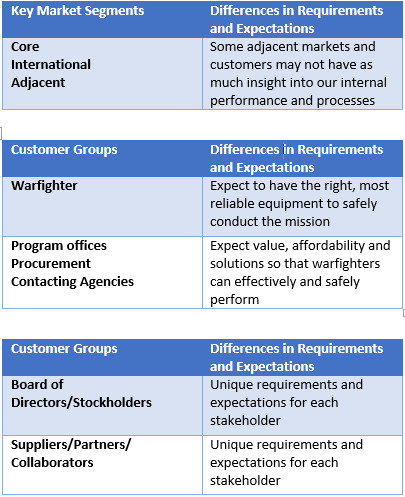 Key Market Segments
Differences in Requirements
and Expectations
Core
International
Adjacent
Some adjacent markets and
customers may not have as
much insight into our internal
performance and processes
Customer Groups
Differences in Requirements
and Expectations
Warfighter
Expect to have the right, most
reliable equipment to safely
conduct the mission
Program offices
Procurement
Contacting Agencies
Expect value, affordability and
solutions so that warfighters
can effectively and safely
perform
Customer Groups
Differences in Requirements
and Expectations
Board of
Directors/Stockholders
Unique requirements and
expectations for each
stakeholder
Suppliers/Partners/
Collaborators
Unique requirements and
expectations for each
stakeholder